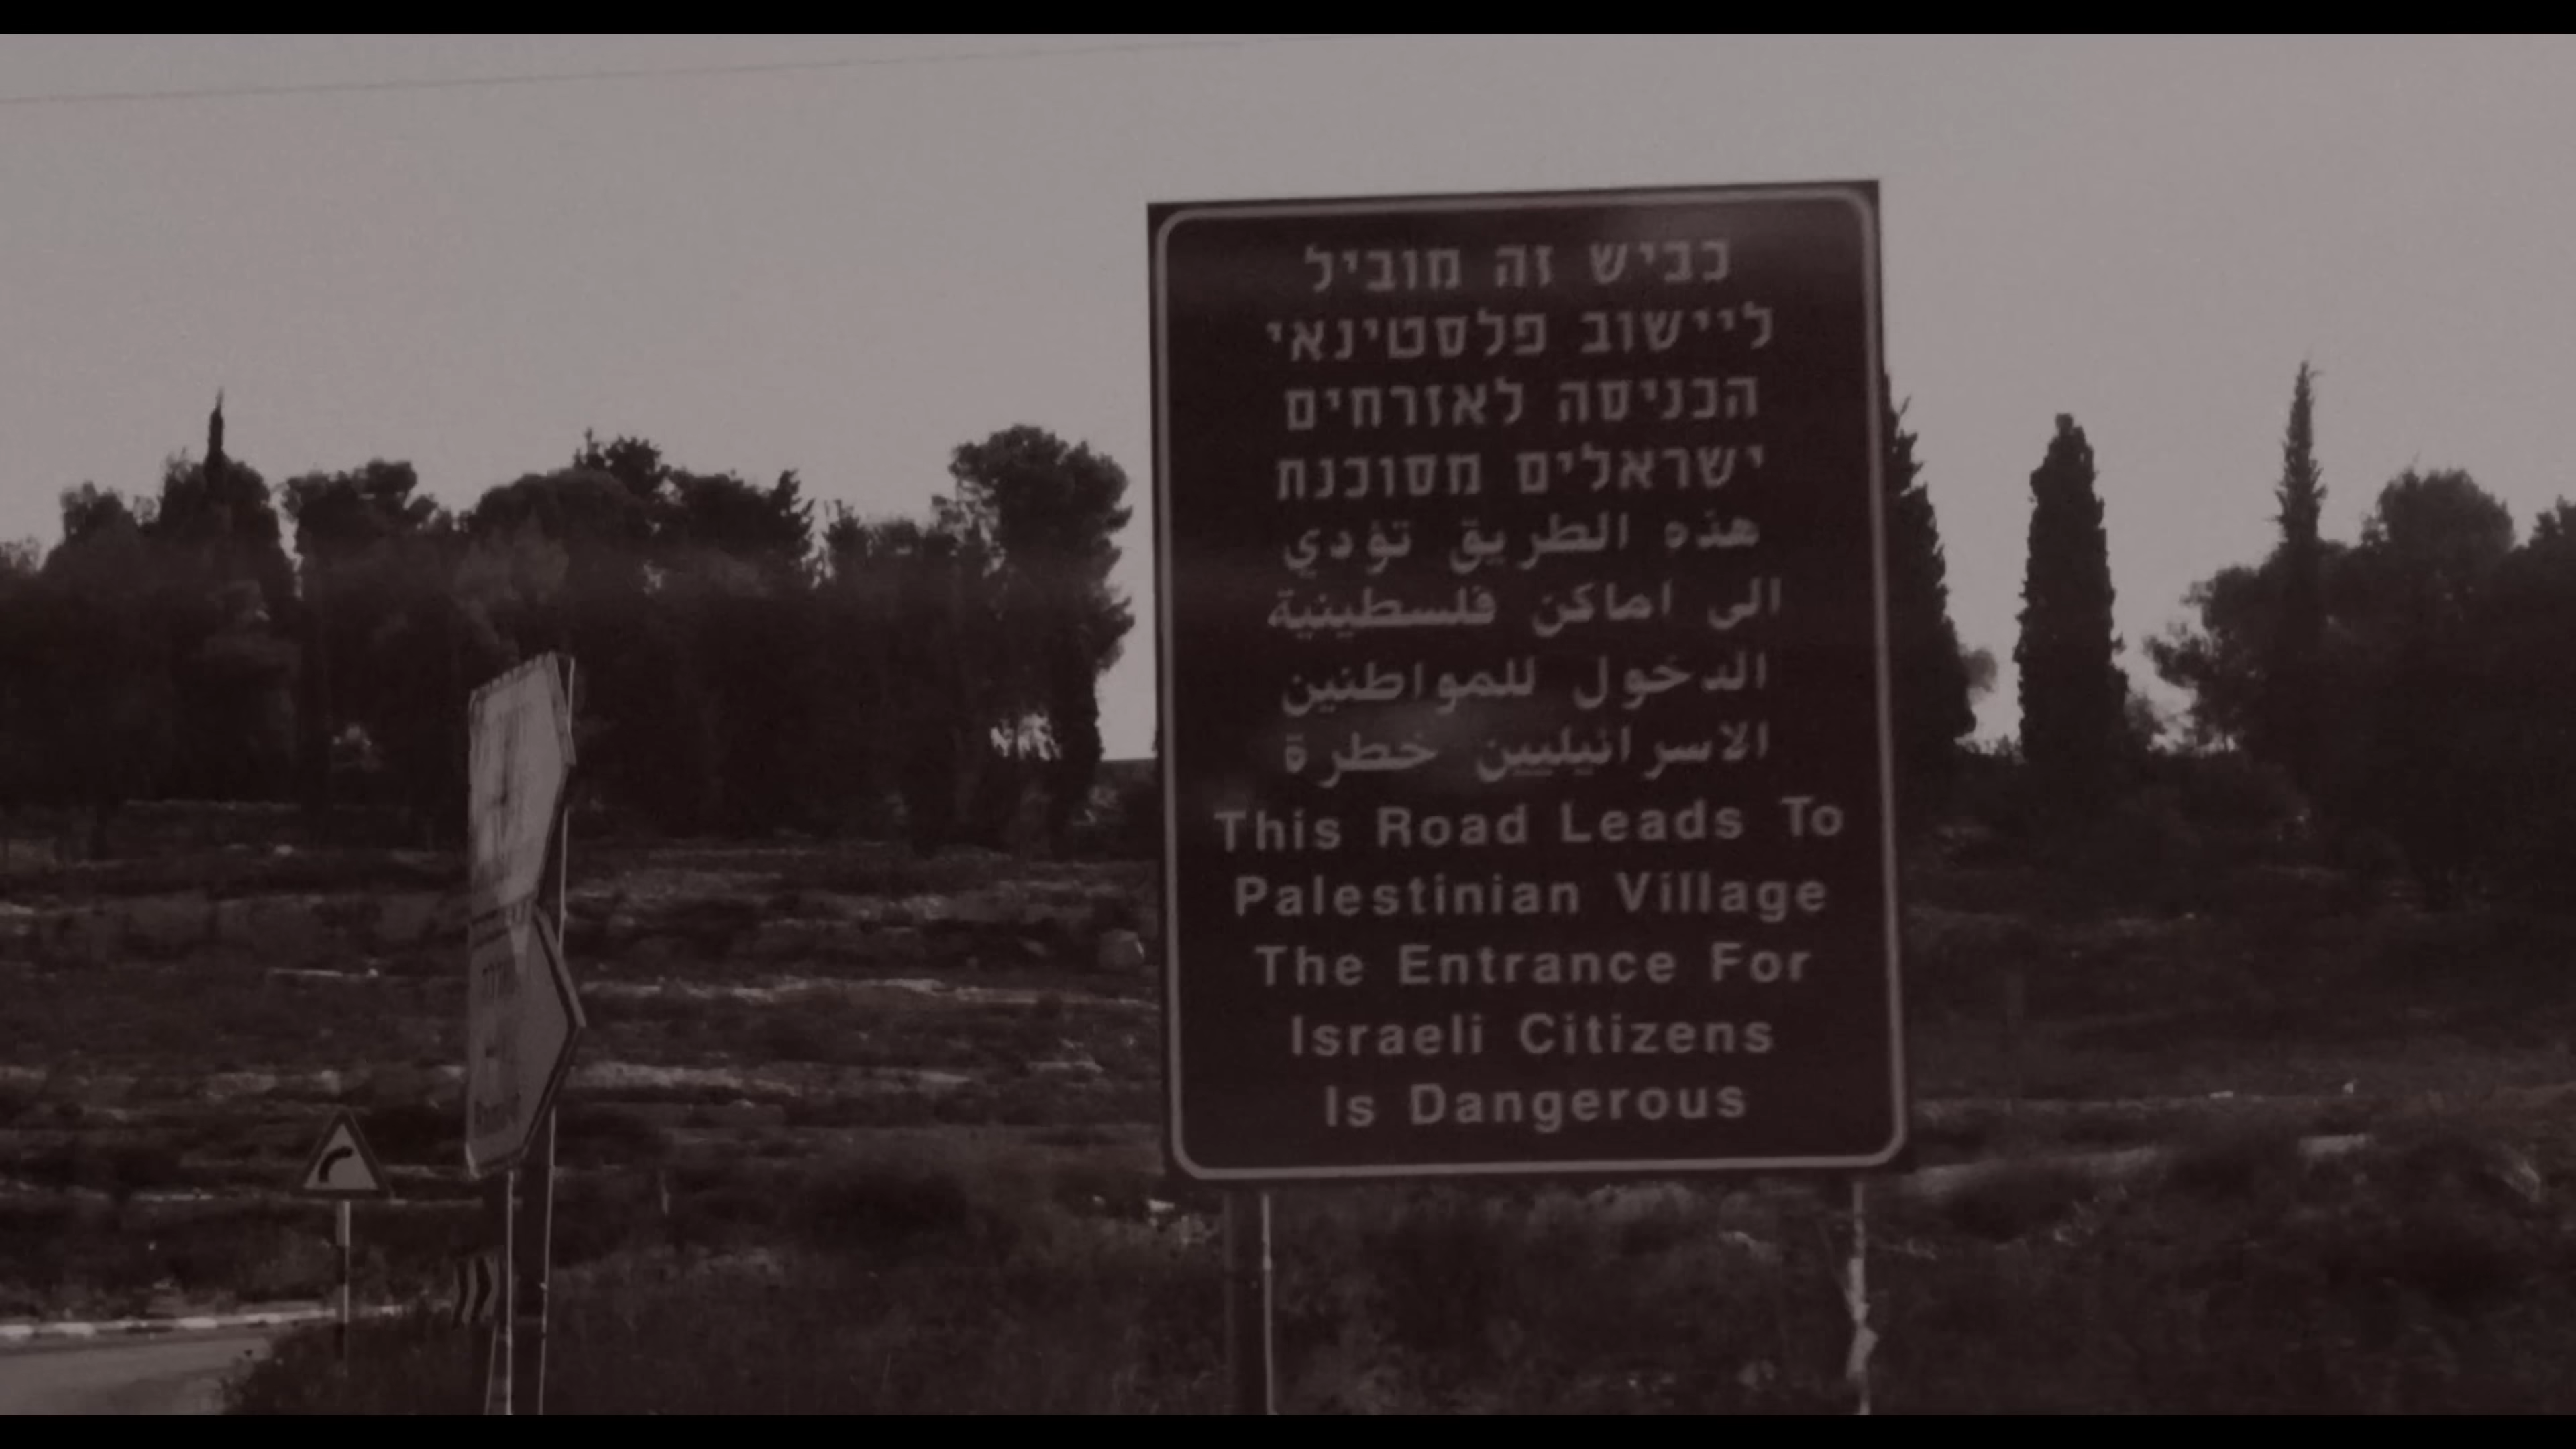 כביש זה מוביל
ליישוב פלסטינאי
הכניסה לאזרחים
ישראלים מסוכנת
هذه الطريق تؤدي
الى اماكن فلسطينية
الدخول للمواطنين
الاسرائيليين خطرة
This Road Leads To
Palestinian Village
The Entrance For
Israeli Citizens
Is Dangerous